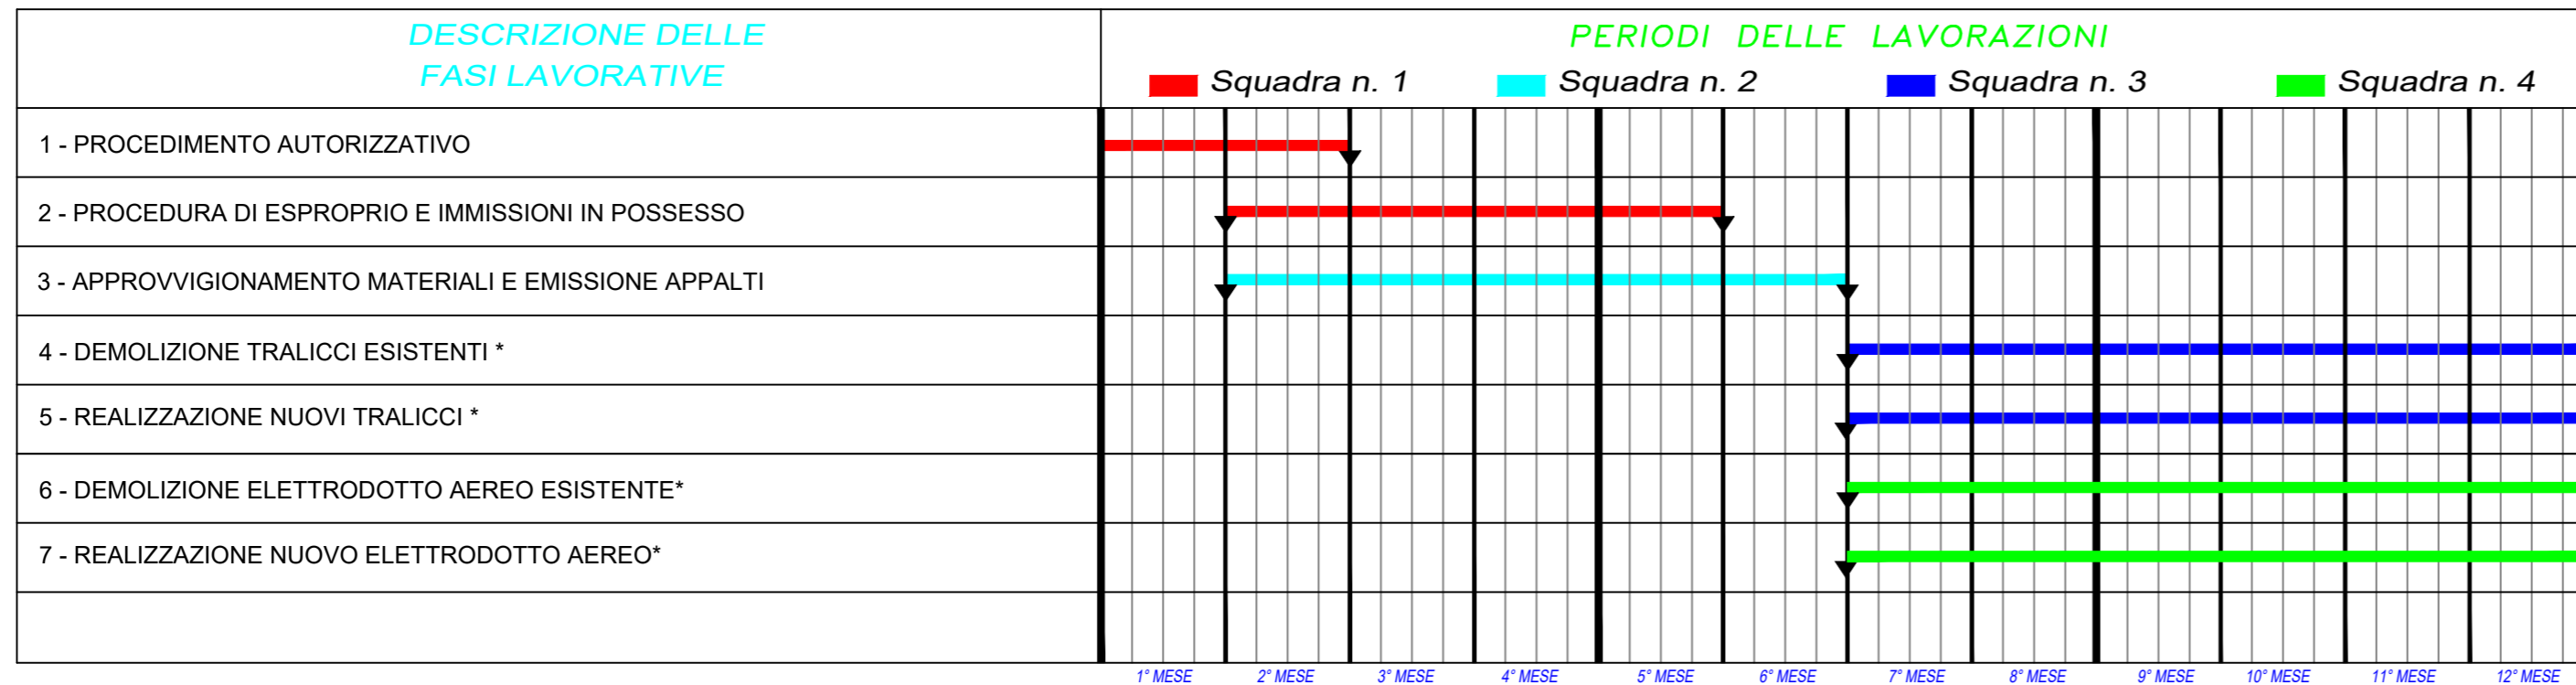 DESCRIZIONE DELLE
FASI LAVORATIVE
PERIODI DELLE LAVORAZIONI
Squadra n. 1 Squadra n. 2 Squadra n. 3 Squadra n. 4
1 - PROCEDIMENTO AUTORIZZATIVO
2 - PROCEDURA DI ESPROPRIO E IMMISSIONI IN POSSESSO
3 - APPROVVIGIONAMENTO MATERIALI E EMISSIONE APPALTI
4 - DEMOLIZIONE TRALICCI ESISTENTI *
5 - REALIZZAZIONE NUOVI TRALICCI *
6 - DEMOLIZIONE ELETTRODOTTO AEREO ESISTENTE*
7 - REALIZZAZIONE NUOVO ELETTRODOTTO AEREO*
1° MESE 2° MESE 3° MESE 4° MESE 5° MESE 6° MESE 7° MESE 8° MESE 9° MESE 10° MESE 11° MESE 12° MESE